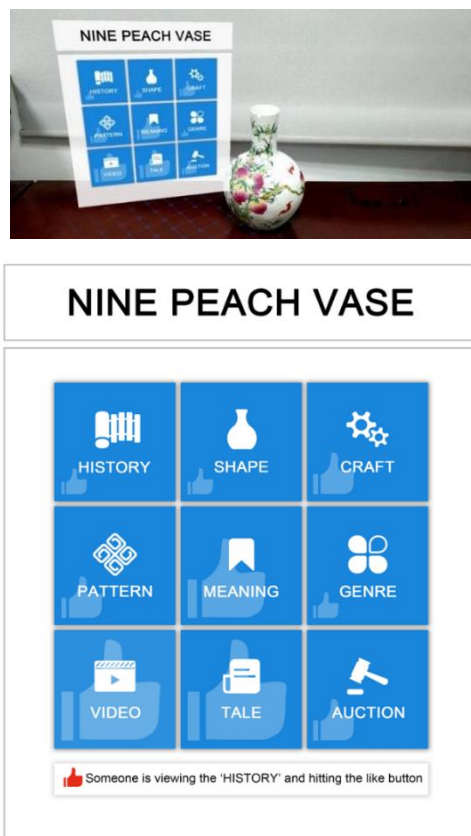 NINE PEACH VASE
HISTORY SHAPE CRAFT
PATTERN MEANING GENRE
VIDEO TALE AUCTION
NINE PEACH VASE
HISTORY SHAPE CRAFT
PATTERN MEANING GENRE
VIDEO TALE AUCTION
Someone is viewing the ‘HISTORY’ and hitting the like button